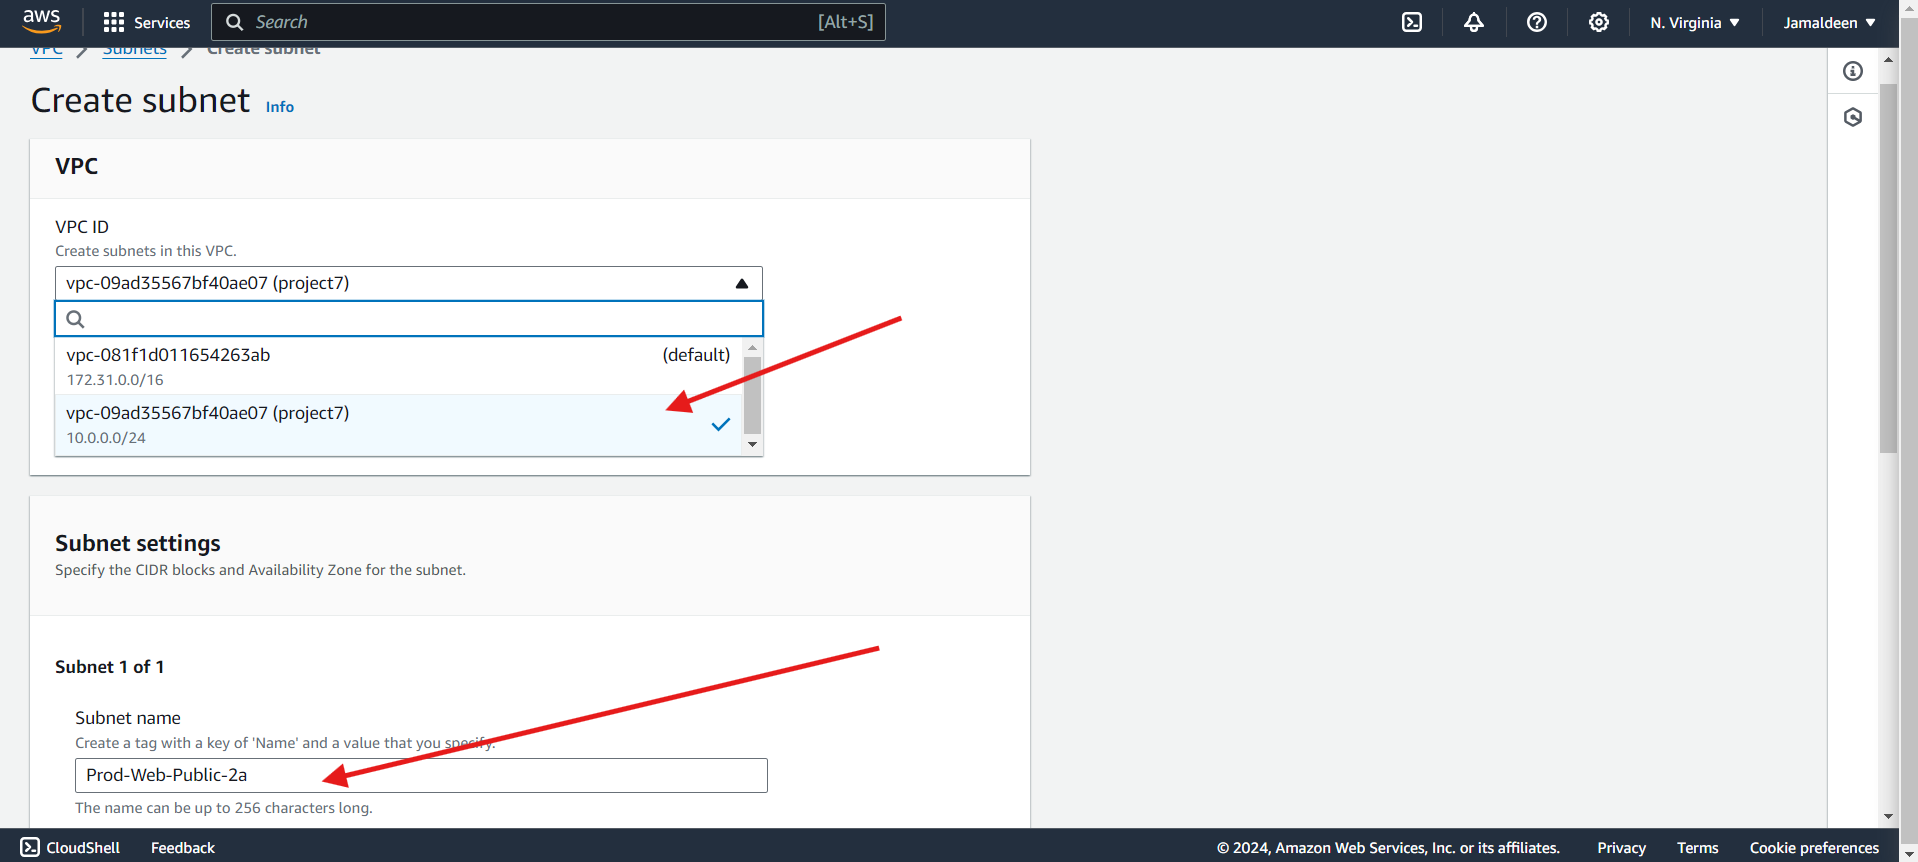 aws
Services
Search
[Alt+S]
N. Virginia
Jamaldeen
VPC
Subnets
Create subnet
Create subnet
Info
VPC
VPC ID
Create subnets in this VPC.
vpc-09ad35567bf40ae07 (project7)
vpc-081f1d011654263ab (default)
172.31.0.0/16
vpc-09ad35567bf40ae07 (project7)
10.0.0.0/24
Subnet settings
Specify the CIDR blocks and Availability Zone for the subnet.
Subnet 1 of 1
Subnet name
Create a tag with a key of 'Name' and a value that you specify.
Prod-Web-Public-2a
The name can be up to 256 characters long.
CloudShell
Feedback
© 2024, Amazon Web Services, Inc. or its affiliates.
Privacy
Terms
Cookie preferences